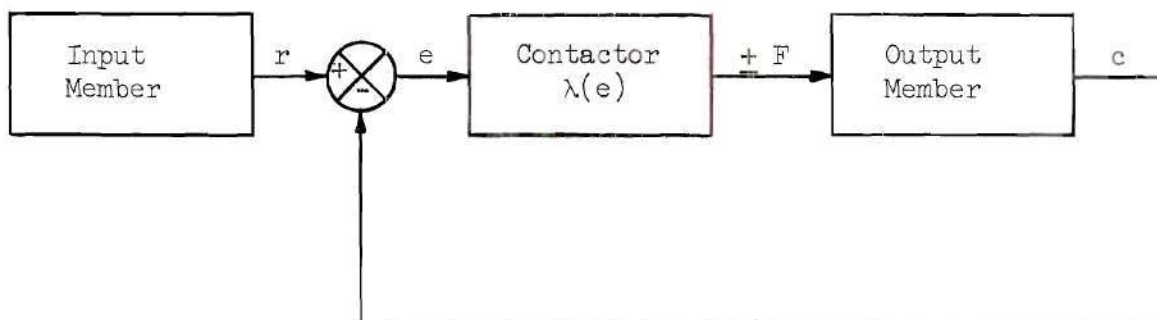 Input
Member
r
+
-
e
Contactor
λ(e)
± F
Output
Member
c